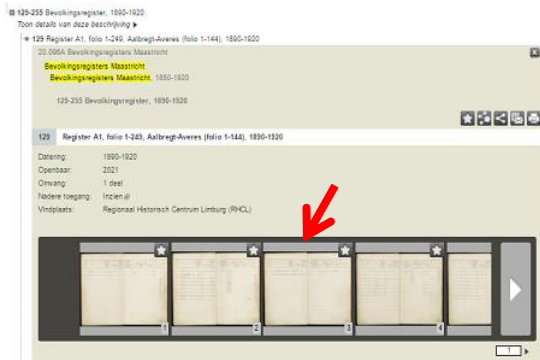 129-255 Bevolkingsregister, 1890-1920
Toon details van deze beschrijving
129 Register A1, folio 1-249, Aalbregt-Averes (folio 1-144), 1890-1920
20.096A Bevolkingsregisters Maastricht
Bevolkingsregisters Maastricht
Bevolkingsregisters Maastricht, 1850-1920
129-255 Bevolkingsregister, 1890-1920
129 Register A1, folio 1-249, Aalbregt-Averes (folio 1-144), 1890-1920
Datering: 1890-1920
Openbaar: 2021
Omvang: 1 deel
Nadere toegang: Inzien
Vindplaats: Regionaal Historisch Centrum Limburg (RHCL)
1 2 3 4
1